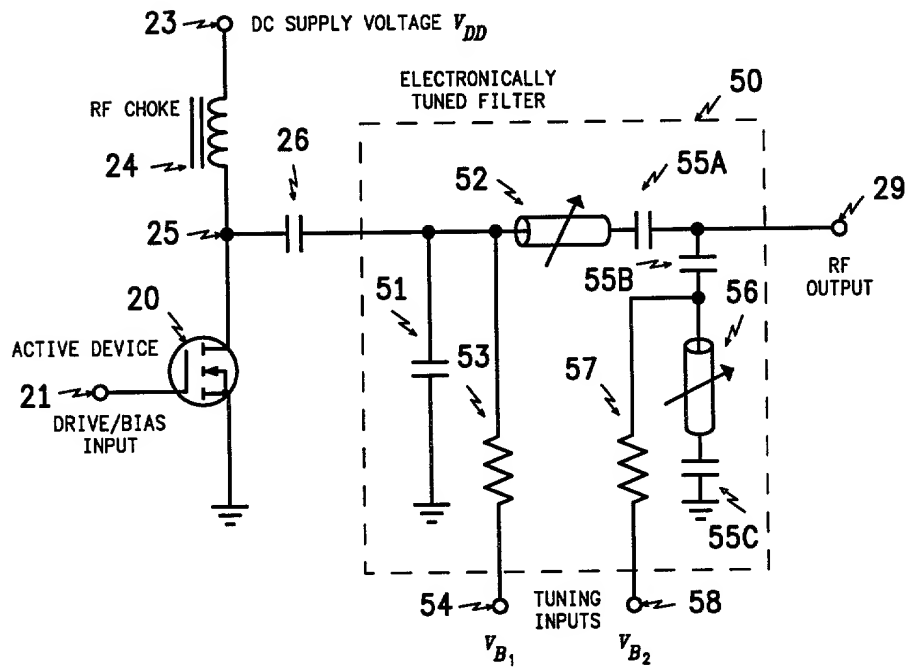 23
DC SUPPLY VOLTAGE V_DD
ELECTRONICALLY
TUNED FILTER
50
RF CHOKE
24
26
52
55A
29
25
51
55B
RF
OUTPUT
20
53
57
56
ACTIVE DEVICE
21
DRIVE/BIAS
INPUT
55C
54
TUNING
INPUTS
58
V_B1
V_B2